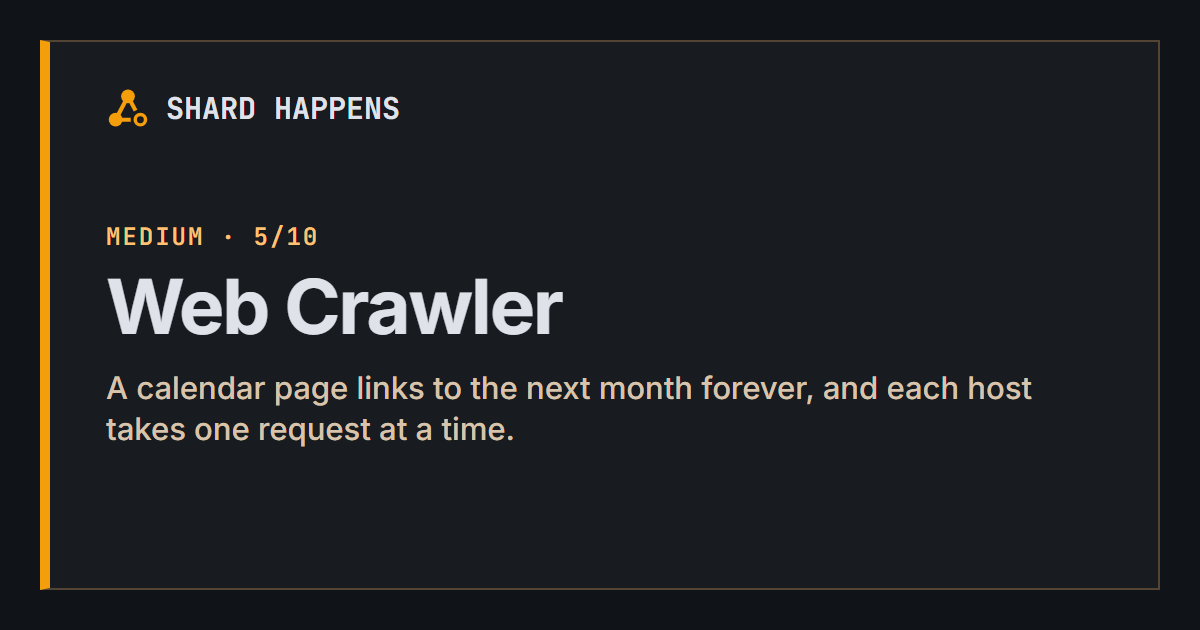 SHARD HAPPENS
MEDIUM · 5/10
Web Crawler
A calendar page links to the next month forever, and each host
takes one request at a time.